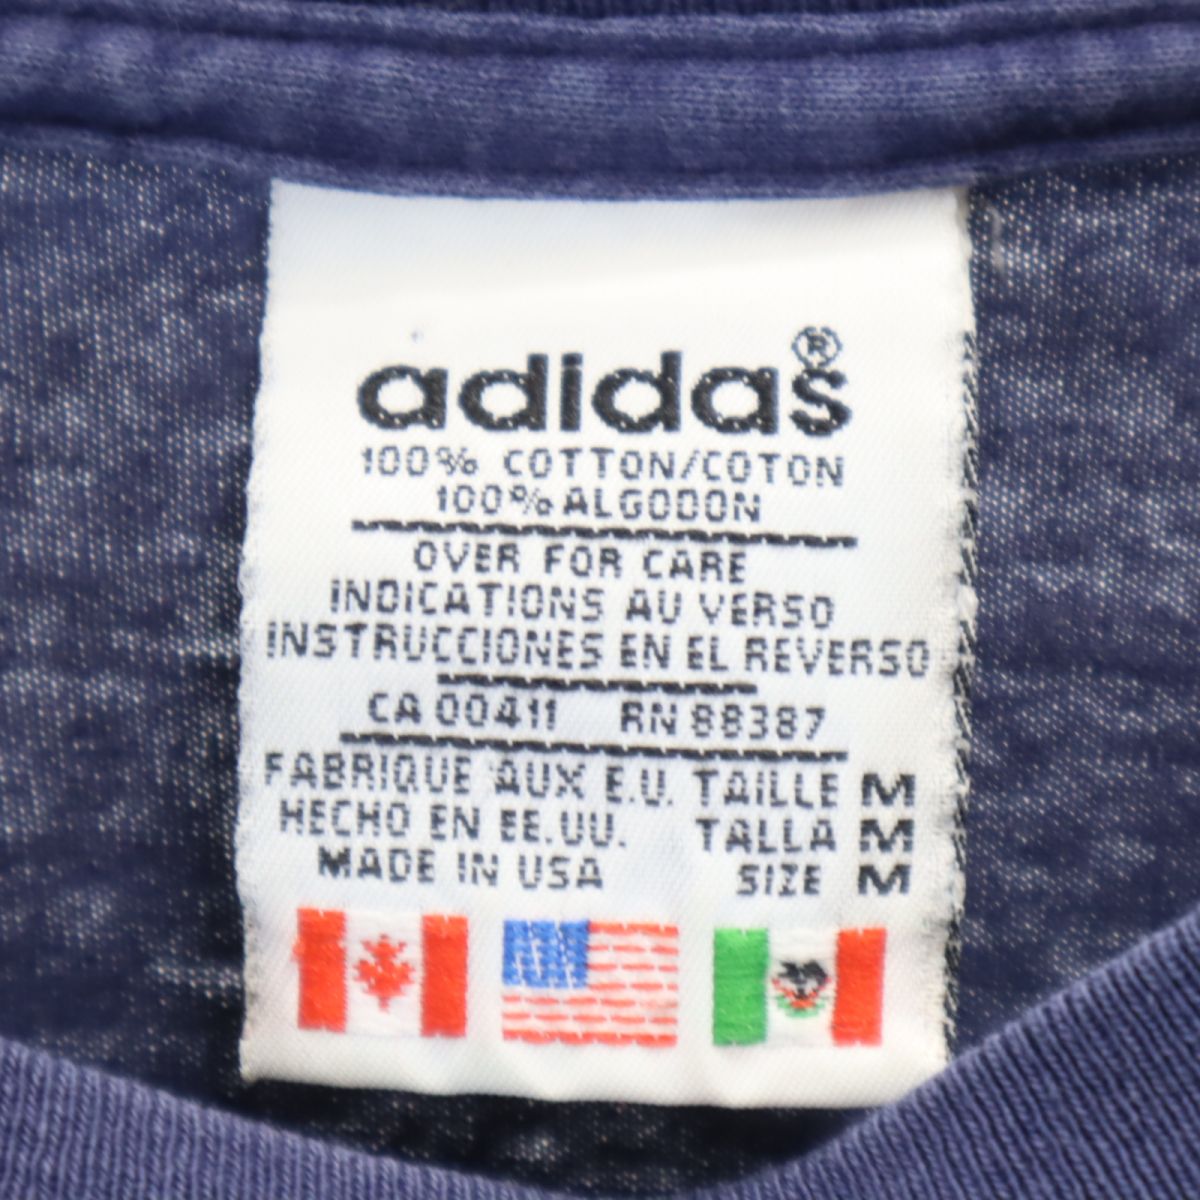 adidas®
100% COTTON/COTON
100% ALGODON
OVER FOR CARE
INDICATIONS AU VERSO
INSTRUCCIONES EN EL REVERSO
CA 00411 RN 88387
FABRIQUE AUX E.U. TAILLE M
HECHO EN EE.UU. TALLA M
MADE IN USA SIZE M